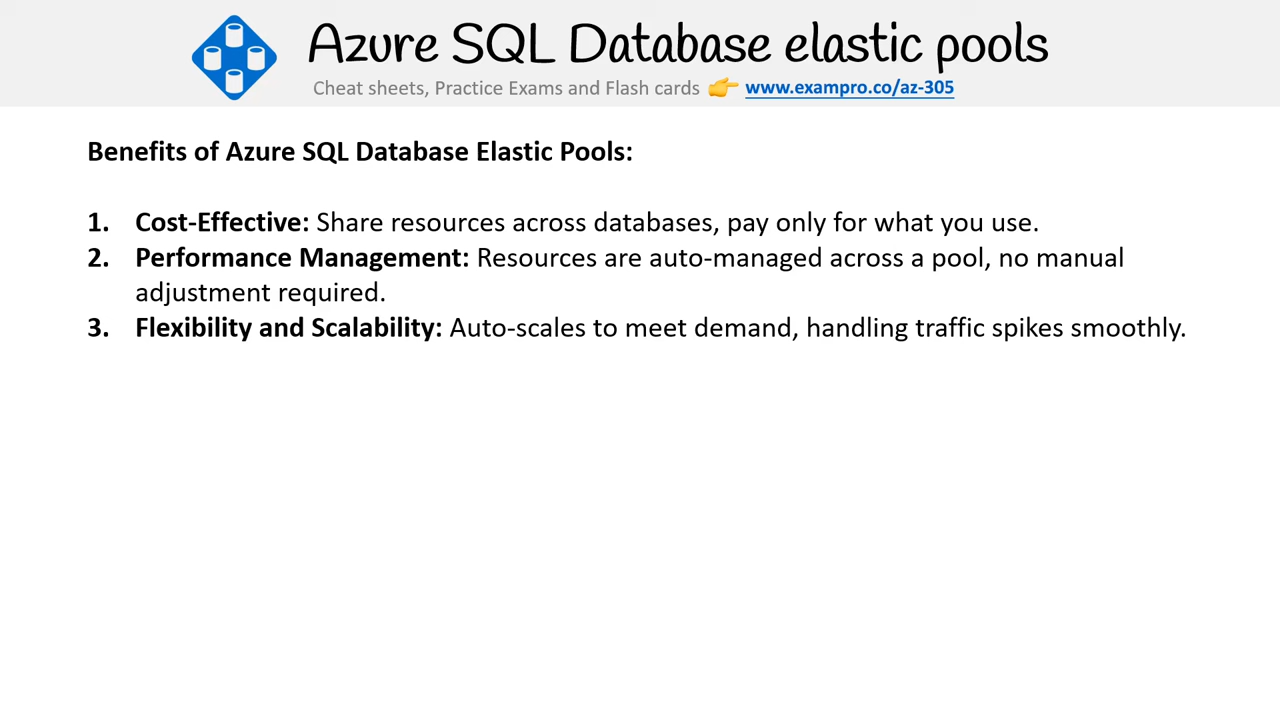 Azure SQL Database elastic pools
Cheat sheets, Practice Exams and Flash cards 👉 www.exampro.co/az-305
Benefits of Azure SQL Database Elastic Pools:
1. Cost-Effective: Share resources across databases, pay only for what you use.
2. Performance Management: Resources are auto-managed across a pool, no manual
adjustment required.
3. Flexibility and Scalability: Auto-scales to meet demand, handling traffic spikes smoothly.